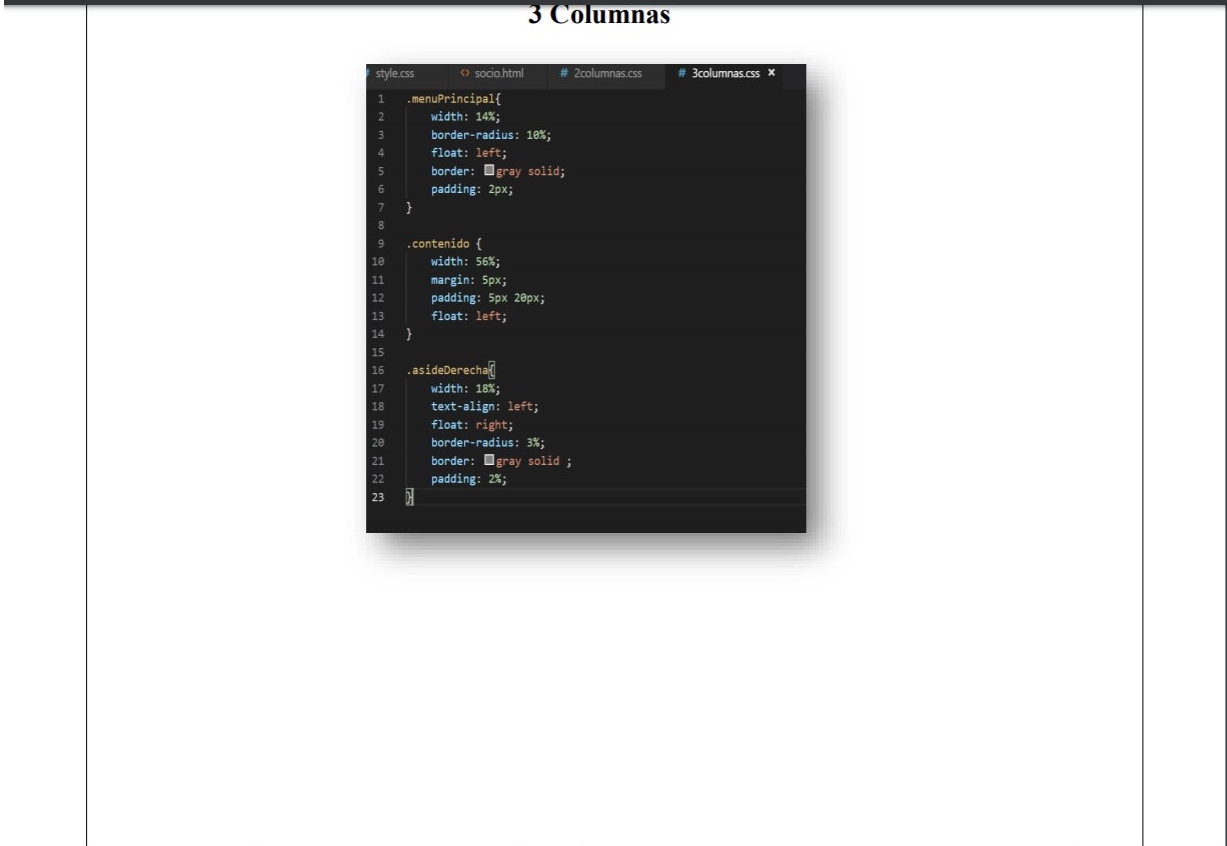 3 Columnas
style.css <> socio.html # 2columnas.css # 3columnas.css ×
1 .menuPrincipal{
2 width: 14%;
3 border-radius: 10%;
4 float: left;
5 border: gray solid;
6 padding: 2px;
7 }
8
9 .contenido {
10 width: 56%;
11 margin: 5px;
12 padding: 5px 20px;
13 float: left;
14 }
15
16 .asideDerecha{
17 width: 18%;
18 text-align: left;
19 float: right;
20 border-radius: 3%;
21 border: gray solid ;
22 padding: 2%;
23 }